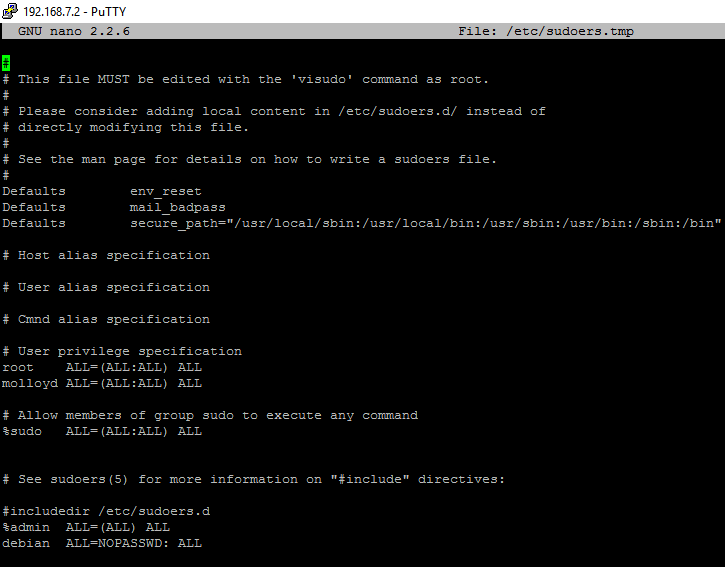 192.168.7.2 - PuTTY
GNU nano 2.2.6 File: /etc/sudoers.tmp
#
# This file MUST be edited with the 'visudo' command as root.
#
# Please consider adding local content in /etc/sudoers.d/ instead of
# directly modifying this file.
#
# See the man page for details on how to write a sudoers file.
#
Defaults        env_reset
Defaults        mail_badpass
Defaults        secure_path="/usr/local/sbin:/usr/local/bin:/usr/sbin:/usr/bin:/sbin:/bin"
# Host alias specification
# User alias specification
# Cmnd alias specification
# User privilege specification
root    ALL=(ALL:ALL) ALL
molloyd ALL=(ALL:ALL) ALL
# Allow members of group sudo to execute any command
%sudo   ALL=(ALL:ALL) ALL
# See sudoers(5) for more information on "#include" directives:
#includedir /etc/sudoers.d
%admin  ALL=(ALL) ALL
debian  ALL=NOPASSWD: ALL